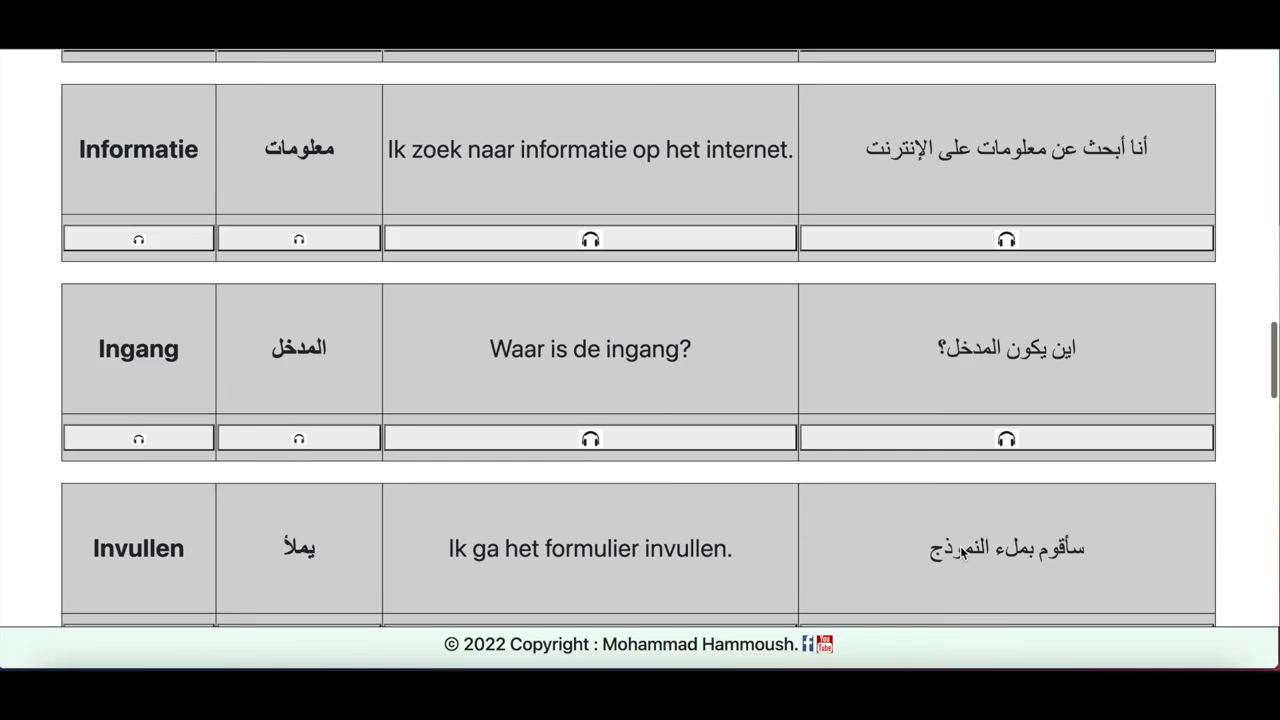 Informatie
معلومات
Ik zoek naar informatie op het internet.
أنا أبحث عن معلومات على الإنترنت
Ingang
المدخل
Waar is de ingang?
اين يكون المدخل؟
Invullen
يملأ
Ik ga het formulier invullen.
سأقوم بملء النموذج
© 2022 Copyright : Mohammad Hammoush.
You Tube